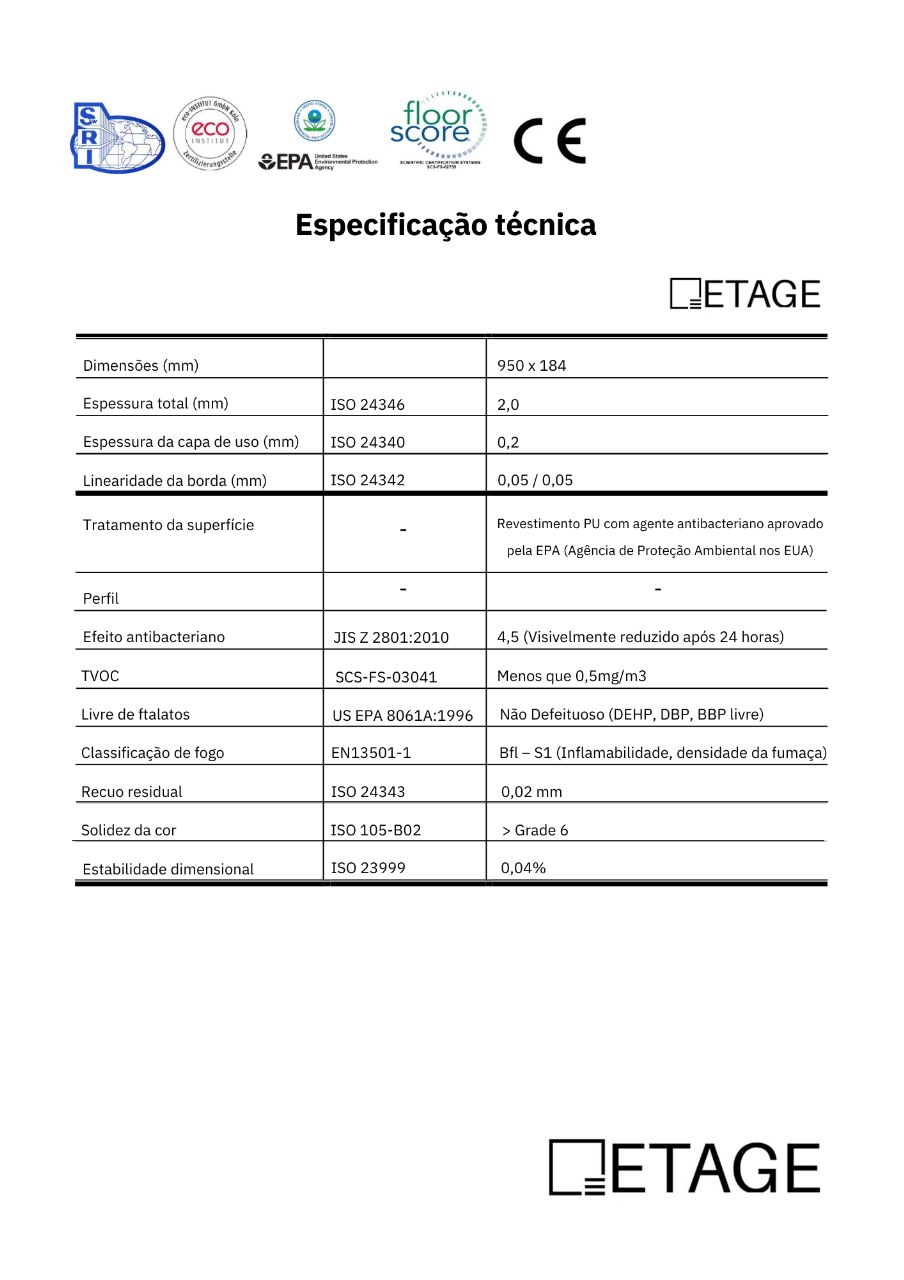 SRI
eco-INSTITUT GmbH Köln
eco
INSTITUT
Zertifizierungsstelle
EPA United States
Environmental Protection
Agency
floor
score
SCIENTIFIC CERTIFICATION SYSTEMS
SCS-FS-02759
CE
Especificação técnica
ETAGE
Dimensões (mm) 950 x 184
Espessura total (mm) ISO 24346 2,0
Espessura da capa de uso (mm) ISO 24340 0,2
Linearidade da borda (mm) ISO 24342 0,05 / 0,05
Tratamento da superfície - Revestimento PU com agente antibacteriano aprovado
pela EPA (Agência de Proteção Ambiental nos EUA)
Perfil - -
Efeito antibacteriano JIS Z 2801:2010 4,5 (Visivelmente reduzido após 24 horas)
TVOC SCS-FS-03041 Menos que 0,5mg/m3
Livre de ftalatos US EPA 8061A:1996 Não Defeituoso (DEHP, DBP, BBP livre)
Classificação de fogo EN13501-1 Bfl – S1 (Inflamabilidade, densidade da fumaça)
Recuo residual ISO 24343 0,02 mm
Solidez da cor ISO 105-B02 > Grade 6
Estabilidade dimensional ISO 23999 0,04%
ETAGE